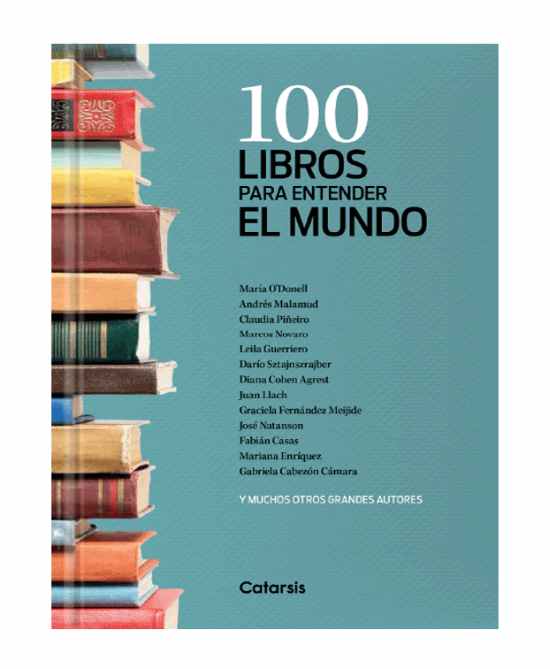 100
LIBROS
PARA ENTENDER
EL MUNDO
María O'Donell
Andrés Malamud
Claudia Piñeiro
Marcos Novaro
Leila Guerriero
Darío Sztajnszrajber
Diana Cohen Agrest
Juan Llach
Graciela Fernández Meijide
José Natanson
Fabián Casas
Mariana Enríquez
Gabriela Cabezón Cámara
Y MUCHOS OTROS GRANDES AUTORES
Catarsis